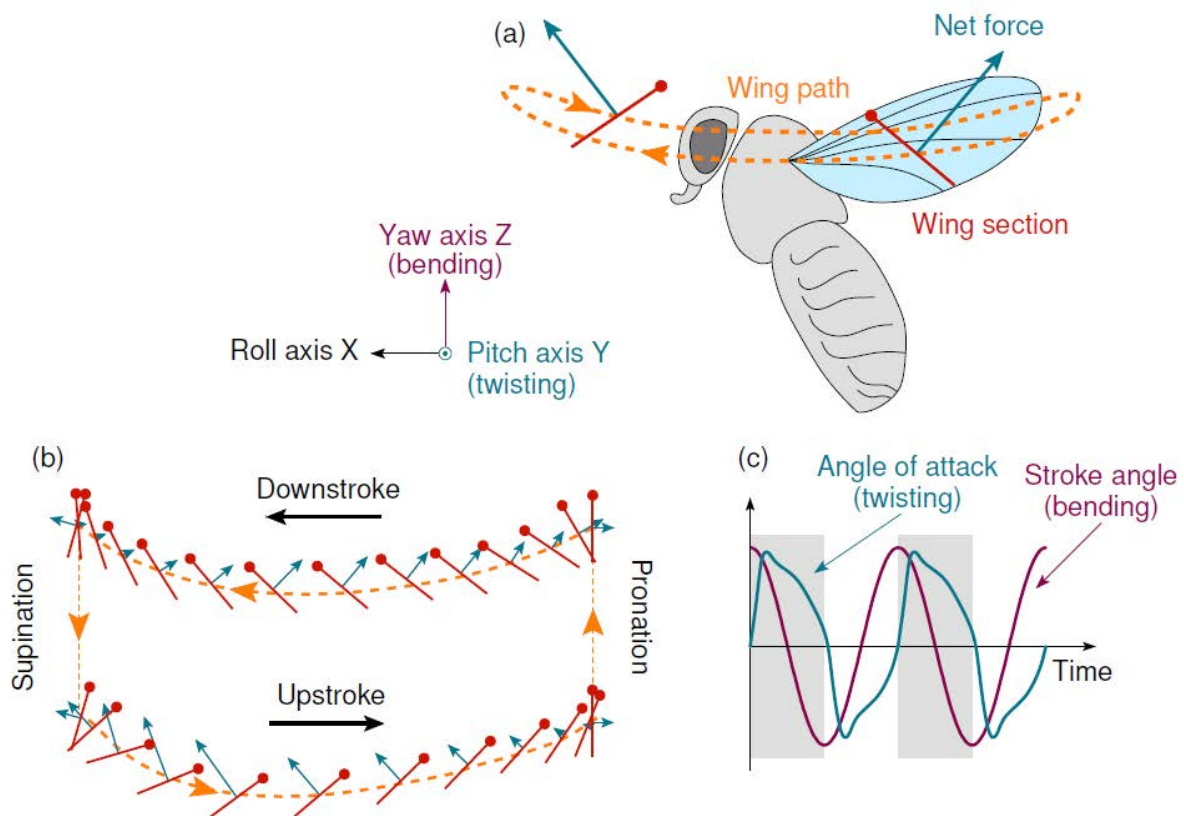 (a)
Net force
Wing path
Wing section
Yaw axis Z
(bending)
Roll axis X
Pitch axis Y
(twisting)
(b)
Downstroke
Supination
Pronation
Upstroke
(c)
Angle of attack
(twisting)
Stroke angle
(bending)
Time